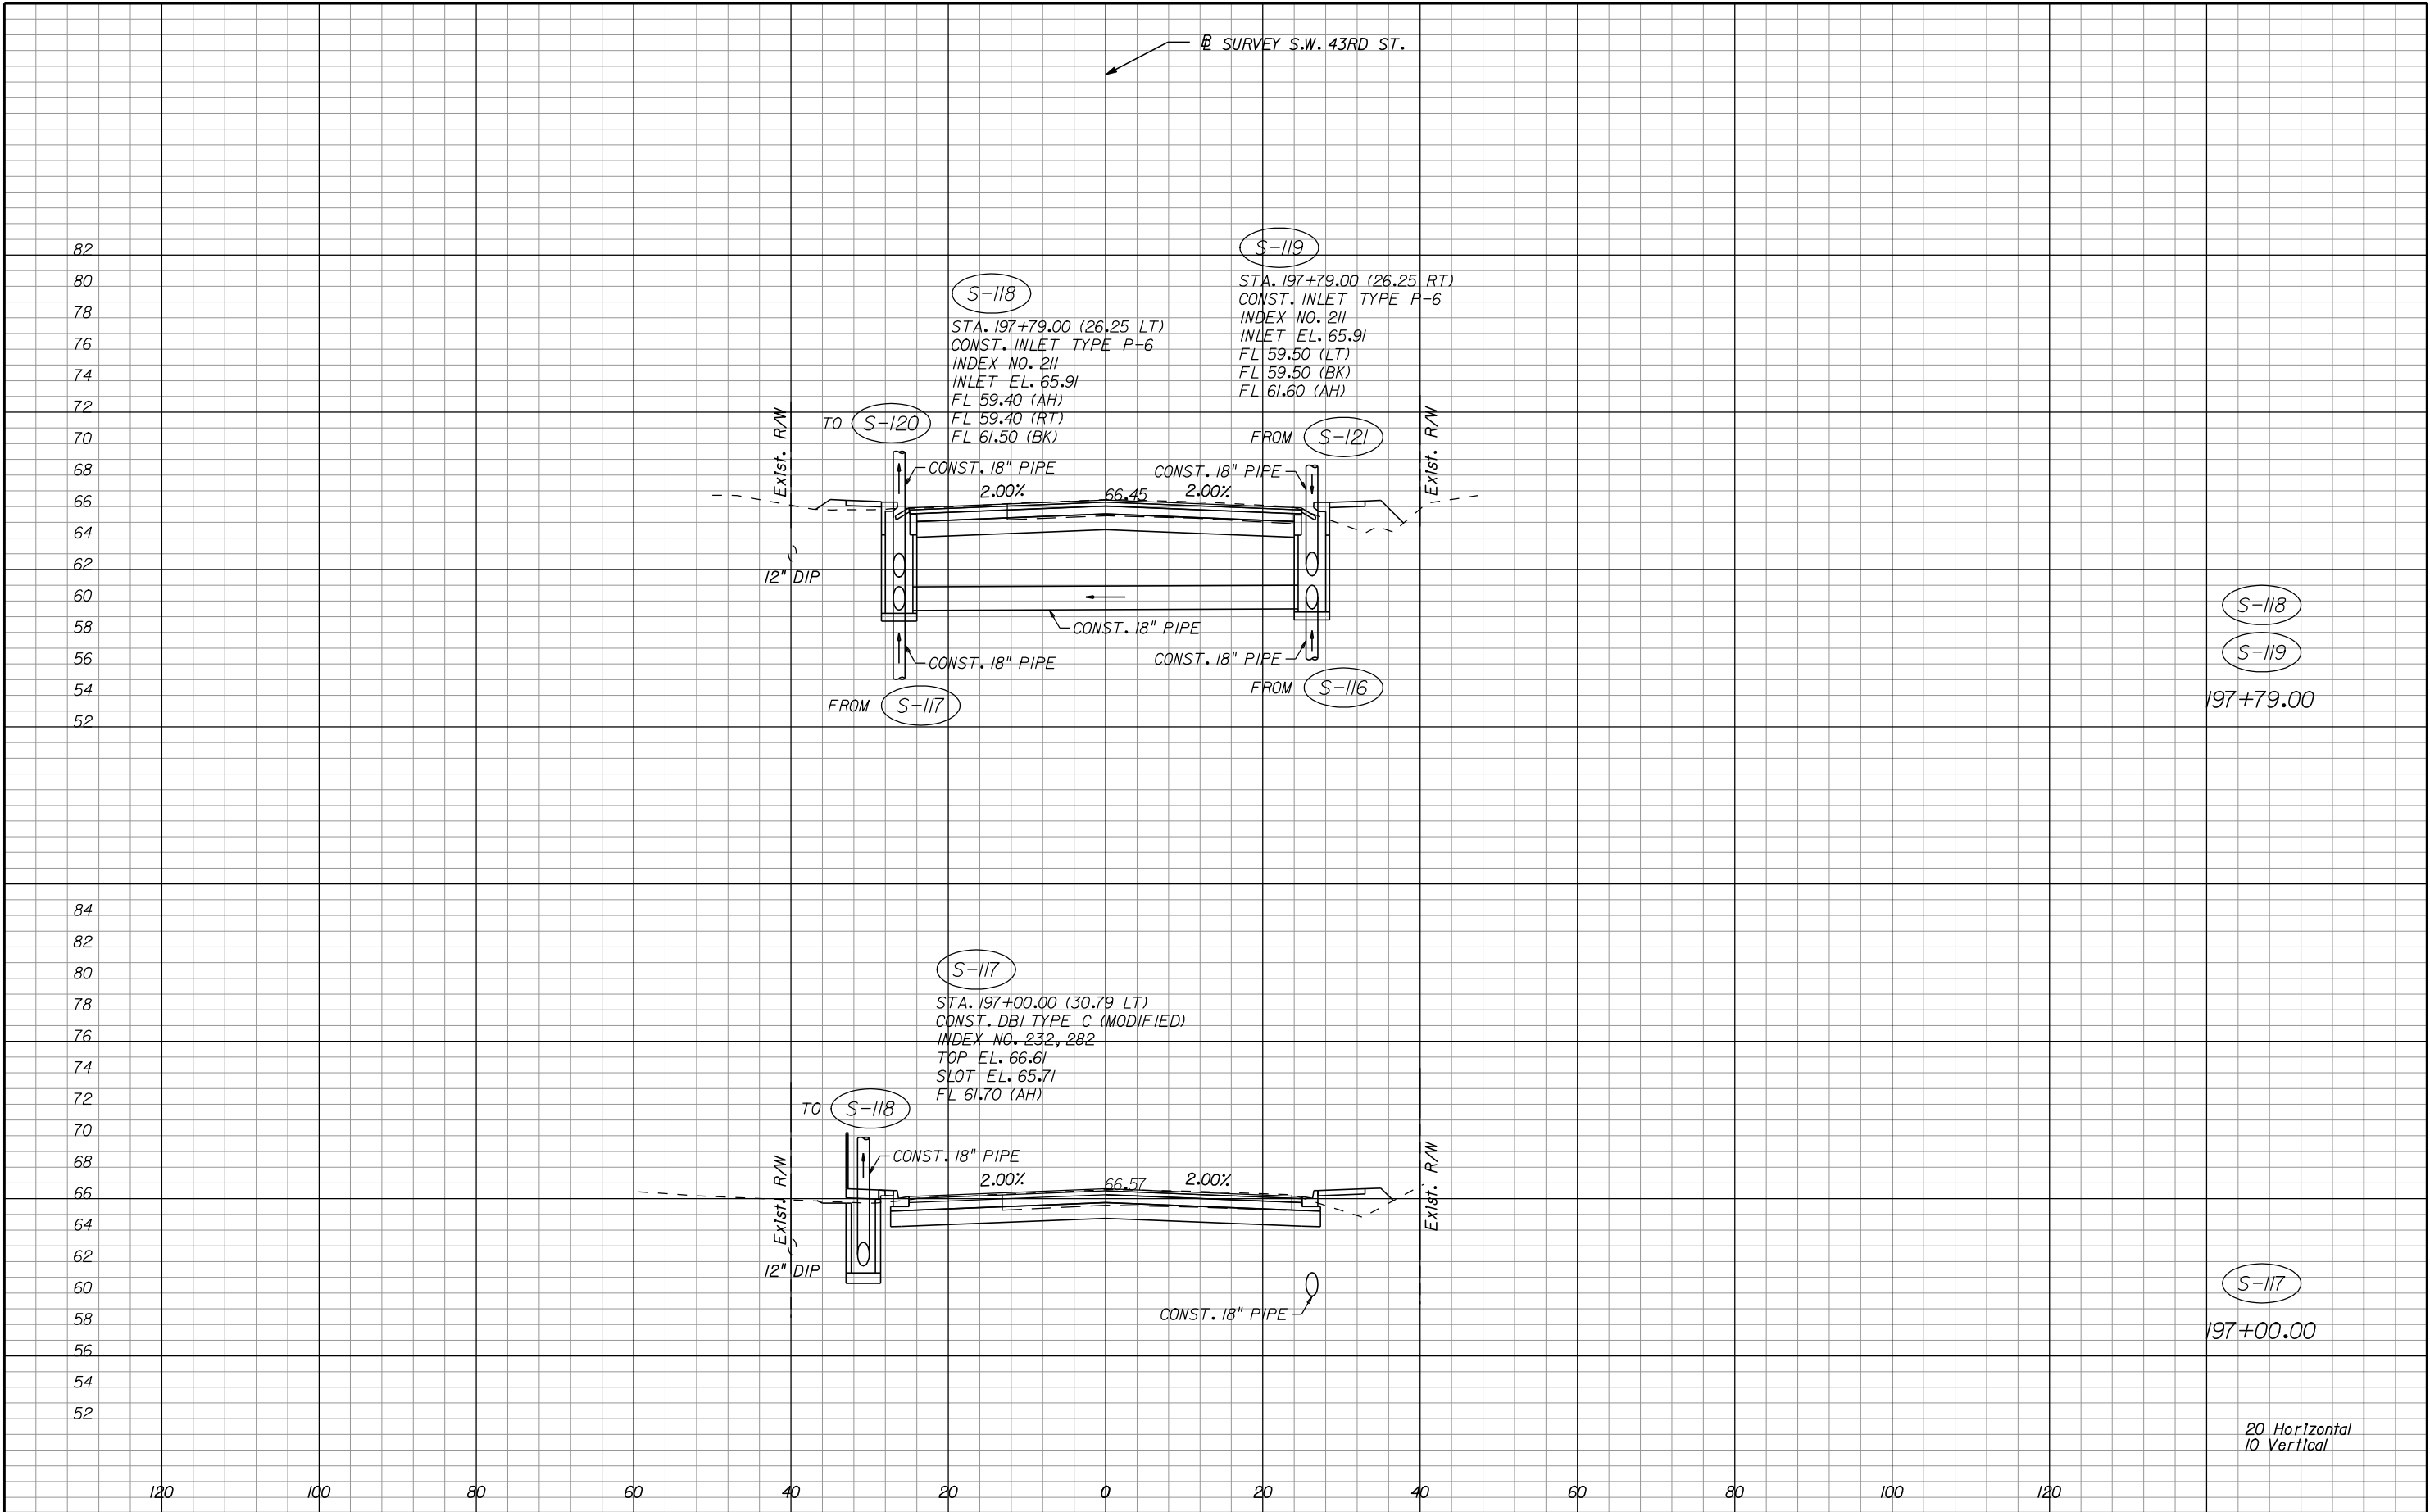 ℄ SURVEY S.W. 43RD ST.
82
80
78
76
74
72
70
68
66
64
62
60
58
56
54
52
S-118
STA. 197+79.00 (26.25 LT)
CONST. INLET TYPE P-6
INDEX NO. 211
INLET EL. 65.91
FL 59.40 (AH)
FL 59.40 (RT)
FL 61.50 (BK)
S-119
STA. 197+79.00 (26.25 RT)
CONST. INLET TYPE P-6
INDEX NO. 211
INLET EL. 65.91
FL 59.50 (LT)
FL 59.50 (BK)
FL 61.60 (AH)
Exist. R/W
TO S-120
CONST. 18" PIPE
FROM S-121
CONST. 18" PIPE
Exist. R/W
2.00%
66.45
2.00%
12" DIP
CONST. 18" PIPE
CONST. 18" PIPE
CONST. 18" PIPE
FROM S-117
FROM S-116
S-118
S-119
197+79.00
84
82
80
78
76
74
72
70
68
66
64
62
60
58
56
54
52
S-117
STA. 197+00.00 (30.79 LT)
CONST. DBI TYPE C (MODIFIED)
INDEX NO. 232, 282
TOP EL. 66.61
SLOT EL. 65.71
FL 61.70 (AH)
TO S-118
CONST. 18" PIPE
Exist. R/W
2.00%
66.57
2.00%
Exist. R/W
12" DIP
CONST. 18" PIPE
S-117
197+00.00
20 Horizontal
10 Vertical
120 100 80 60 40 20 0 20 40 60 80 100 120